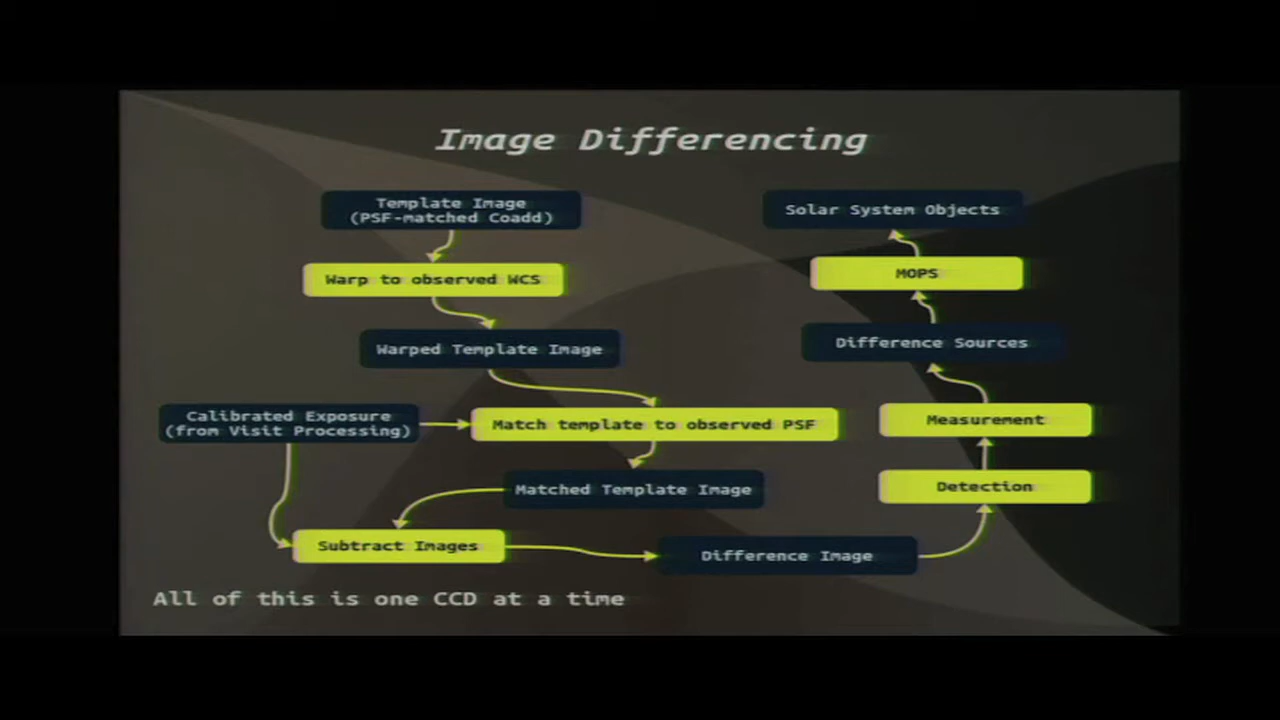 Image Differencing
Template Image
(PSF-matched Coadd)
Warp to observed WCS
Warped Template Image
Calibrated Exposure
(from Visit Processing)
Match template to observed PSF
Matched Template Image
Subtract Images
Difference Image
Detection
Measurement
Difference Sources
MOPS
Solar System Objects
All of this is one CCD at a time